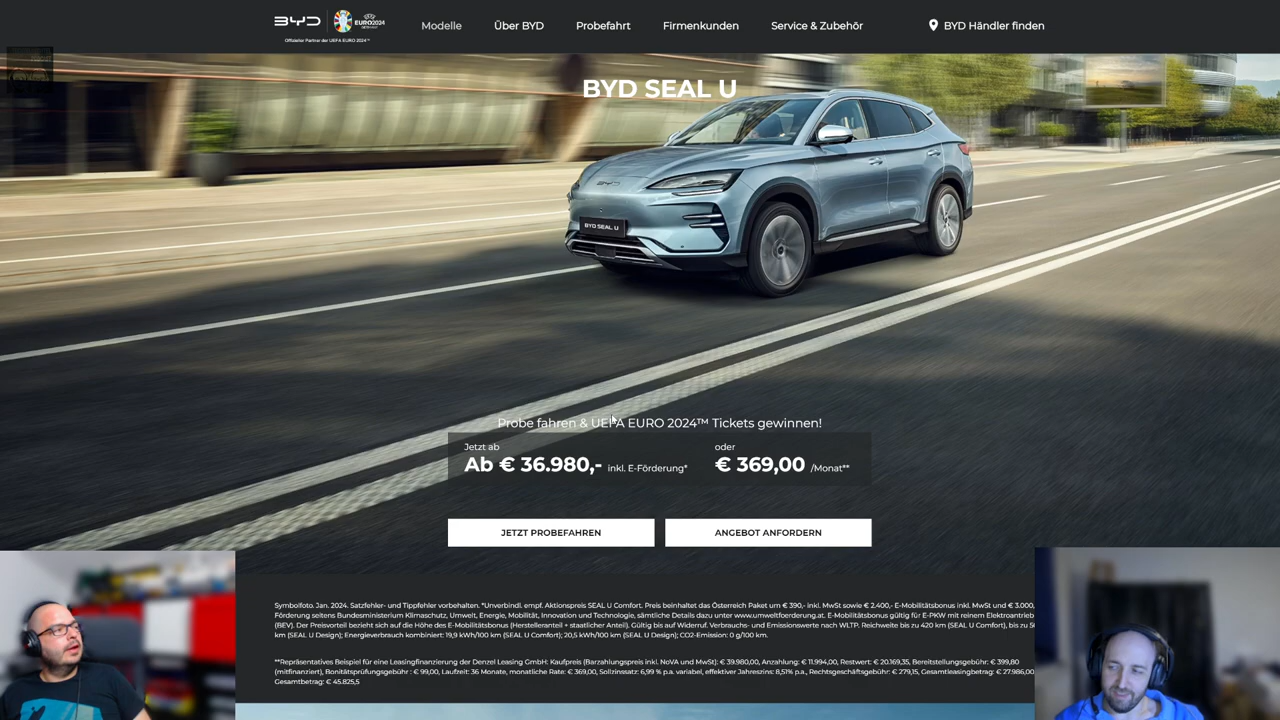 BYD
EURO2024
GERMANY
Offizieller Partner der UEFA EURO 2024™
Modelle
Über BYD
Probefahrt
Firmenkunden
Service & Zubehör
BYD Händler finden
BYD SEAL U
BYD
BYD SEAL U
Probe fahren & UEFA EURO 2024™ Tickets gewinnen!
Jetzt ab
Ab € 36.980,- inkl. E-Förderung*
oder
€ 369,00 /Monat**
JETZT PROBEFAHREN
ANGEBOT ANFORDERN
Symbolfoto. Jan. 2024. Satzfehler- und Tippfehler vorbehalten. *Unverbindl. empf. Aktionspreis SEAL U Comfort. Preis beinhaltet das Österreich Paket um € 390,- inkl. MwSt sowie € 2.400,- E-Mobilitätsbonus inkl. MwSt und € 3.000,
Förderung seitens Bundesministerium Klimaschutz, Umwelt, Energie, Mobilität, Innovation und Technologie, sämtliche Details dazu unter www.umweltfoerderung.at. E-Mobilitätsbonus gültig für E-PKW mit reinem Elektroantrieb
(BEV). Der Preisvorteil bezieht sich auf die Höhe des E-Mobilitätsbonus (Herstelleranteil + staatlicher Anteil). Gültig bis auf Widerruf. Verbrauchs- und Emissionswerte nach WLTP. Reichweite bis zu 420 km (SEAL U Comfort), bis zu
km (SEAL U Design); Energieverbrauch kombiniert: 19,9 kWh/100 km (SEAL U Comfort); 20,5 kWh/100 km (SEAL U Design); CO2-Emission: 0 g/100 km.
**Repräsentatives Beispiel für eine Leasingfinanzierung der Denzel Leasing GmbH: Kaufpreis (Barzahlungspreis inkl. NoVA und MwSt): € 39.980,00, Anzahlung: € 11.994,00, Restwert: € 20.169,35, Bereitstellungsgebühr: € 399,80
(mitfinanziert), Bonitätsprüfungsgebühr : € 99,00, Laufzeit: 36 Monate, monatliche Rate: € 369,00, Sollzinssatz: 6,99 % p.a. variabel, effektiver Jahreszins: 8,51% p.a., Rechtsgeschäftsgebühr: € 279,15, Gesamtleasingbetrag: € 27.986,00
Gesamtbetrag: € 45.825,5